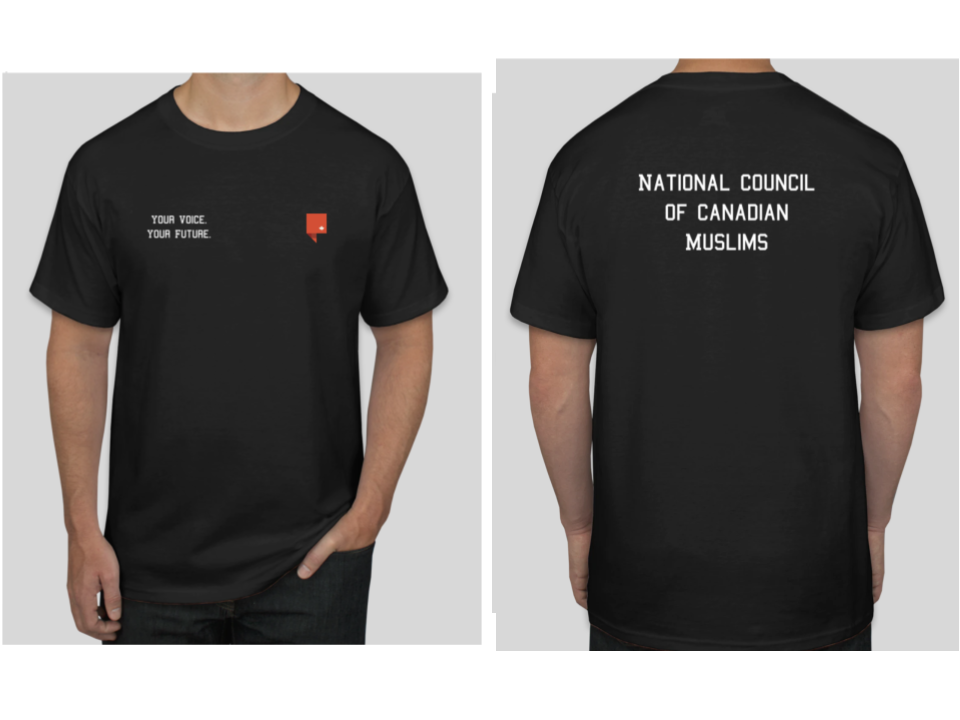 YOUR VOICE.
YOUR FUTURE.
NATIONAL COUNCIL
OF CANADIAN
MUSLIMS